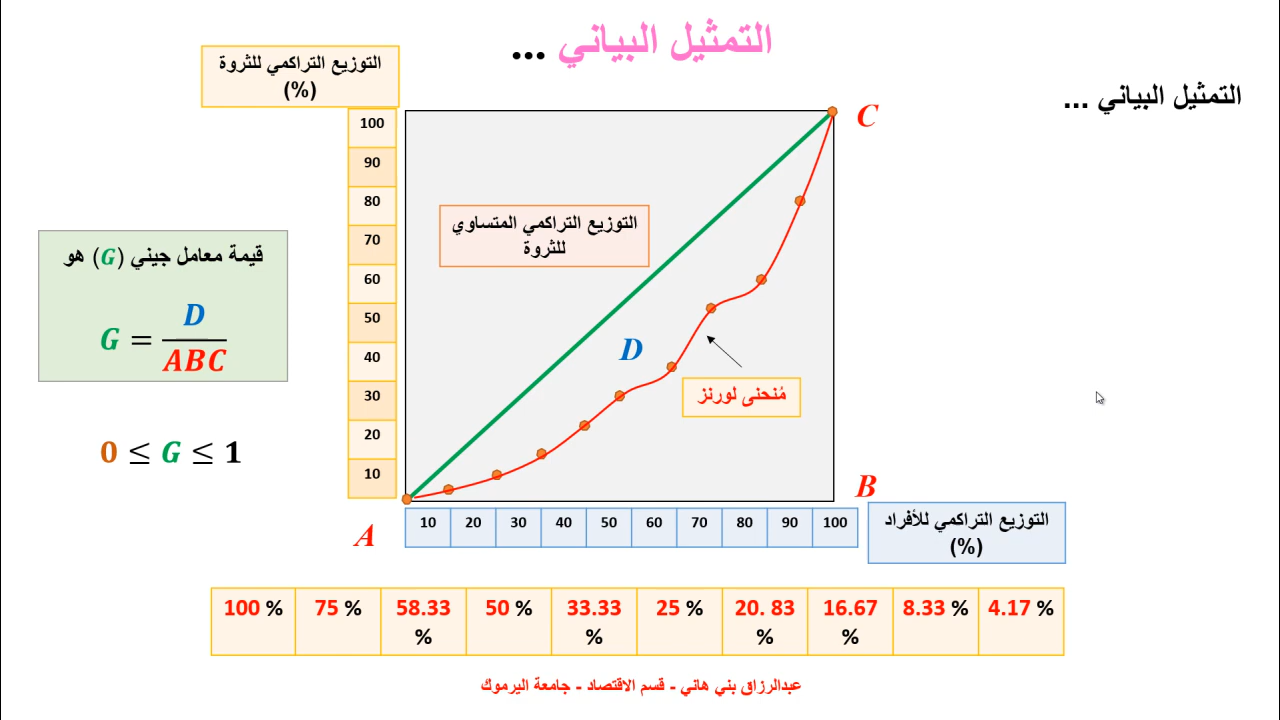 التمثيل البياني ...
التمثيل البياني ...
التوزيع التراكمي للثروة
(%)
100
90
80
70
60
50
40
30
20
10
التوزيع التراكمي المتساوي
للثروة
C
D
مُنحنى لورنز
B
A
10 20 30 40 50 60 70 80 90 100
التوزيع التراكمي للأفراد
(%)
قيمة معامل جيني (G) هو
G = D / ABC
0 ≤ G ≤ 1
100 % 75 % 58.33 % 50 % 33.33 % 25 % 20. 83 % 16.67 % 8.33 % 4.17 %
عبدالرزاق بني هاني - قسم الاقتصاد - جامعة اليرموك